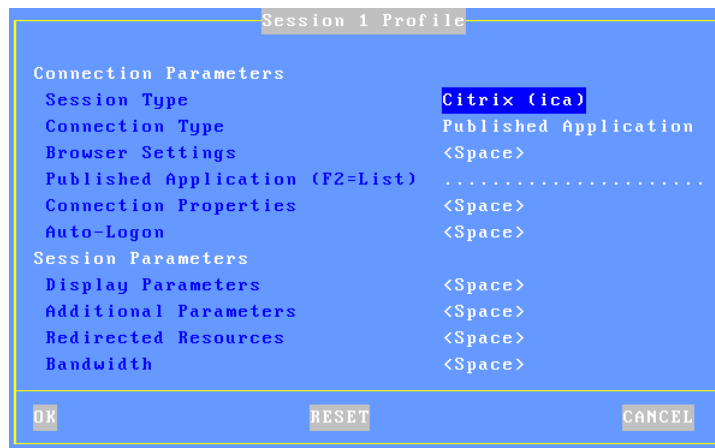 Session 1 Profile
Connection Parameters
Session Type Citrix (ica)
Connection Type Published Application
Browser Settings <Space>
Published Application (F2=List) ......................
Connection Properties <Space>
Auto-Logon <Space>
Session Parameters
Display Parameters <Space>
Additional Parameters <Space>
Redirected Resources <Space>
Bandwidth <Space>
OK RESET CANCEL